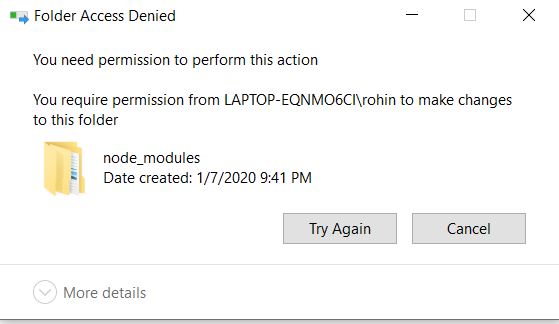 Folder Access Denied
You need permission to perform this action
You require permission from LAPTOP-EQNMO6CI\rohin to make changes
to this folder
node_modules
Date created: 1/7/2020 9:41 PM
Try Again
Cancel
More details